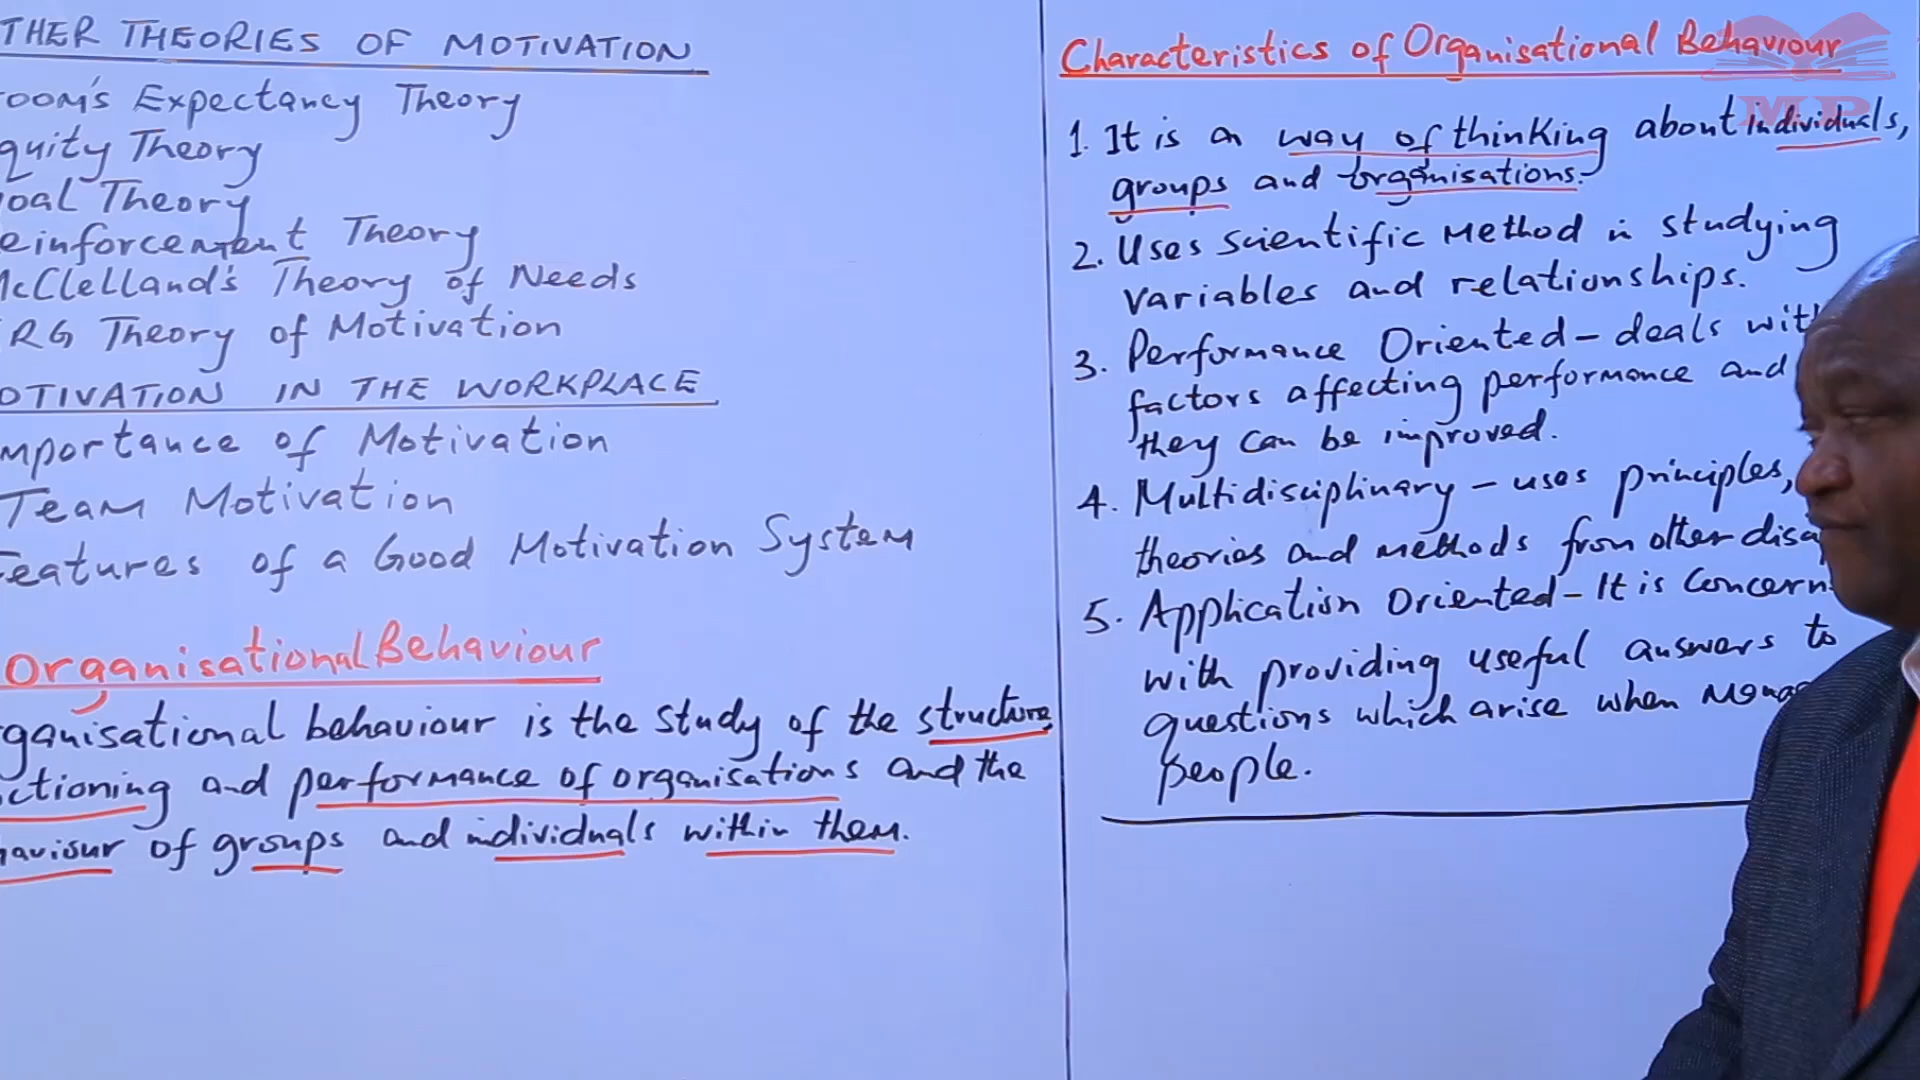 THER THEORIES OF MOTIVATION
room's Expectancy Theory
quity Theory
oal Theory
einforcement Theory
McClelland's Theory of Needs
RG Theory of Motivation
OTIVATION IN THE WORKPLACE
mportance of Motivation
Team Motivation
Features of a Good Motivation System
Organisational Behaviour
ganisational behaviour is the study of the structure,
ctioning and performance of organisations and the
haviour of groups and individuals within them.
Characteristics of Organisational Behaviour
1. It is a way of thinking about individuals,
groups and organisations.
2. Uses scientific method in studying
variables and relationships.
3. Performance Oriented - deals with
factors affecting performance and
they can be improved.
4. Multidisciplinary - uses principles,
theories and methods from other
5. Application Oriented - It is concern
with providing useful answers to
questions which arise when
people.
MP